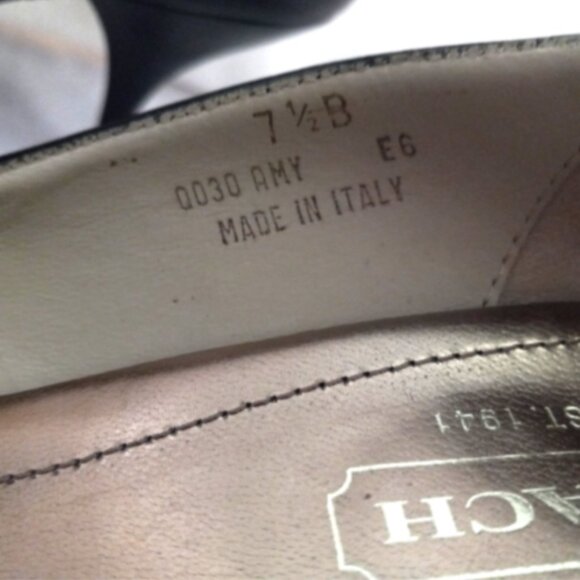 7 ½ B
Q030 AMY E6
MADE IN ITALY
ST. 1941
ACH